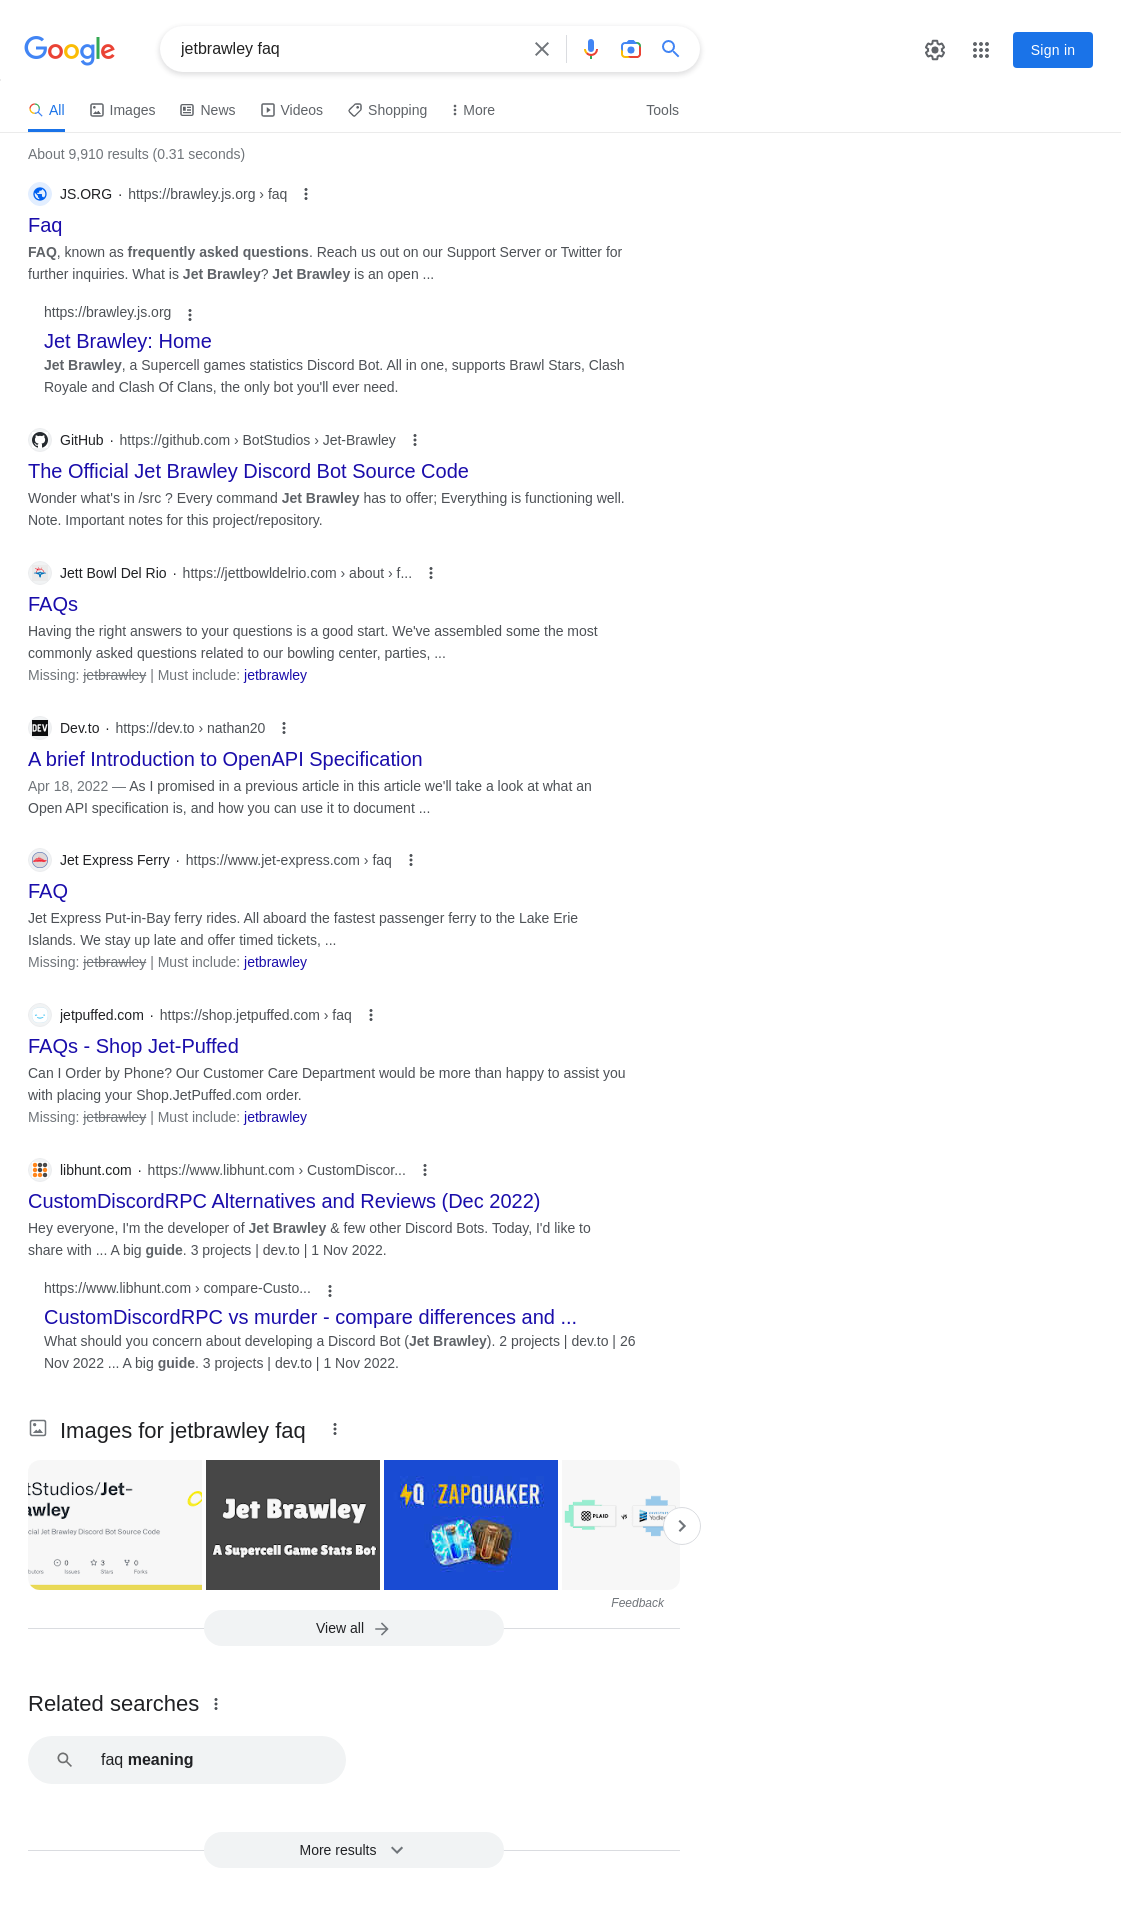 Google
jetbrawley faq
Sign in
All
Images
News
Videos
Shopping
More
Tools
About 9,910 results (0.31 seconds)
JS.ORG · https://brawley.js.org › faq
Faq
FAQ, known as frequently asked questions. Reach us out on our Support Server or Twitter for
further inquiries. What is Jet Brawley? Jet Brawley is an open ...
https://brawley.js.org
Jet Brawley: Home
Jet Brawley, a Supercell games statistics Discord Bot. All in one, supports Brawl Stars, Clash
Royale and Clash Of Clans, the only bot you'll ever need.
GitHub · https://github.com › BotStudios › Jet-Brawley
The Official Jet Brawley Discord Bot Source Code
Wonder what's in /src ? Every command Jet Brawley has to offer; Everything is functioning well.
Note. Important notes for this project/repository.
Jett Bowl Del Rio · https://jettbowldelrio.com › about › f...
FAQs
Having the right answers to your questions is a good start. We've assembled some the most
commonly asked questions related to our bowling center, parties, ...
Missing: jetbrawley | Must include: jetbrawley
DEV
Dev.to · https://dev.to › nathan20
A brief Introduction to OpenAPI Specification
Apr 18, 2022 — As I promised in a previous article in this article we'll take a look at what an
Open API specification is, and how you can use it to document ...
Jet Express Ferry · https://www.jet-express.com › faq
FAQ
Jet Express Put-in-Bay ferry rides. All aboard the fastest passenger ferry to the Lake Erie
Islands. We stay up late and offer timed tickets, ...
Missing: jetbrawley | Must include: jetbrawley
jetpuffed.com · https://shop.jetpuffed.com › faq
FAQs - Shop Jet-Puffed
Can I Order by Phone? Our Customer Care Department would be more than happy to assist you
with placing your Shop.JetPuffed.com order.
Missing: jetbrawley | Must include: jetbrawley
libhunt.com · https://www.libhunt.com › CustomDiscor...
CustomDiscordRPC Alternatives and Reviews (Dec 2022)
Hey everyone, I'm the developer of Jet Brawley & few other Discord Bots. Today, I'd like to
share with ... A big guide. 3 projects | dev.to | 1 Nov 2022.
https://www.libhunt.com › compare-Custo...
CustomDiscordRPC vs murder - compare differences and ...
What should you concern about developing a Discord Bot (Jet Brawley). 2 projects | dev.to | 26
Nov 2022 ... A big guide. 3 projects | dev.to | 1 Nov 2022.
Images for jetbrawley faq
tStudios/Jet-
awley
cial Jet Brawley Discord Bot Source Code
0 3 0
butors Issues Stars Forks
Jet Brawley
A Supercell Game Stats Bot
Q ZAPQUAKER
PLAID vs Yodlee
Feedback
View all
Related searches
faq meaning
More results